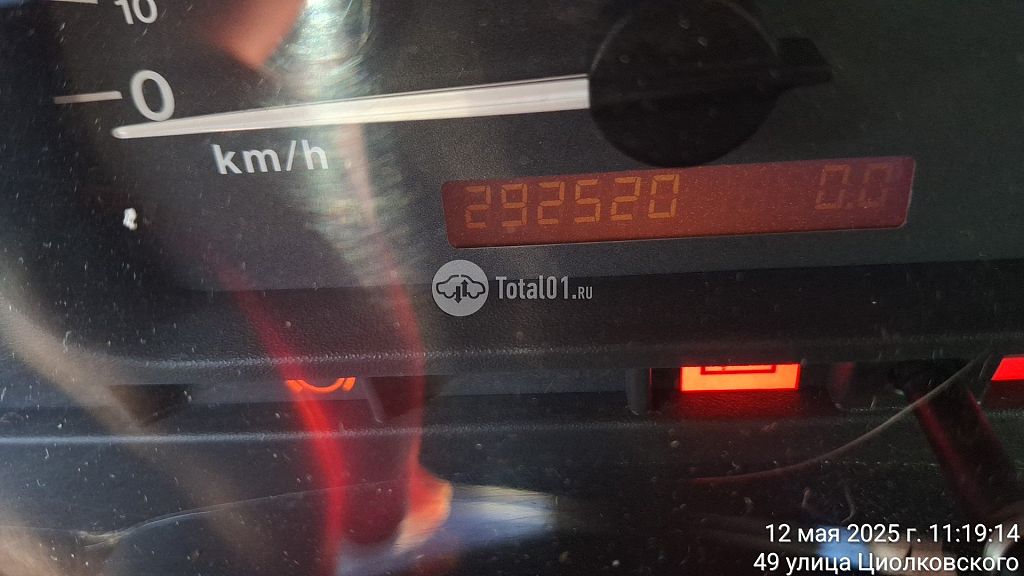 10
0
km/h
292520 0.0
Total01.RU
12 мая 2025 г. 11:19:14
49 улица Циолковского